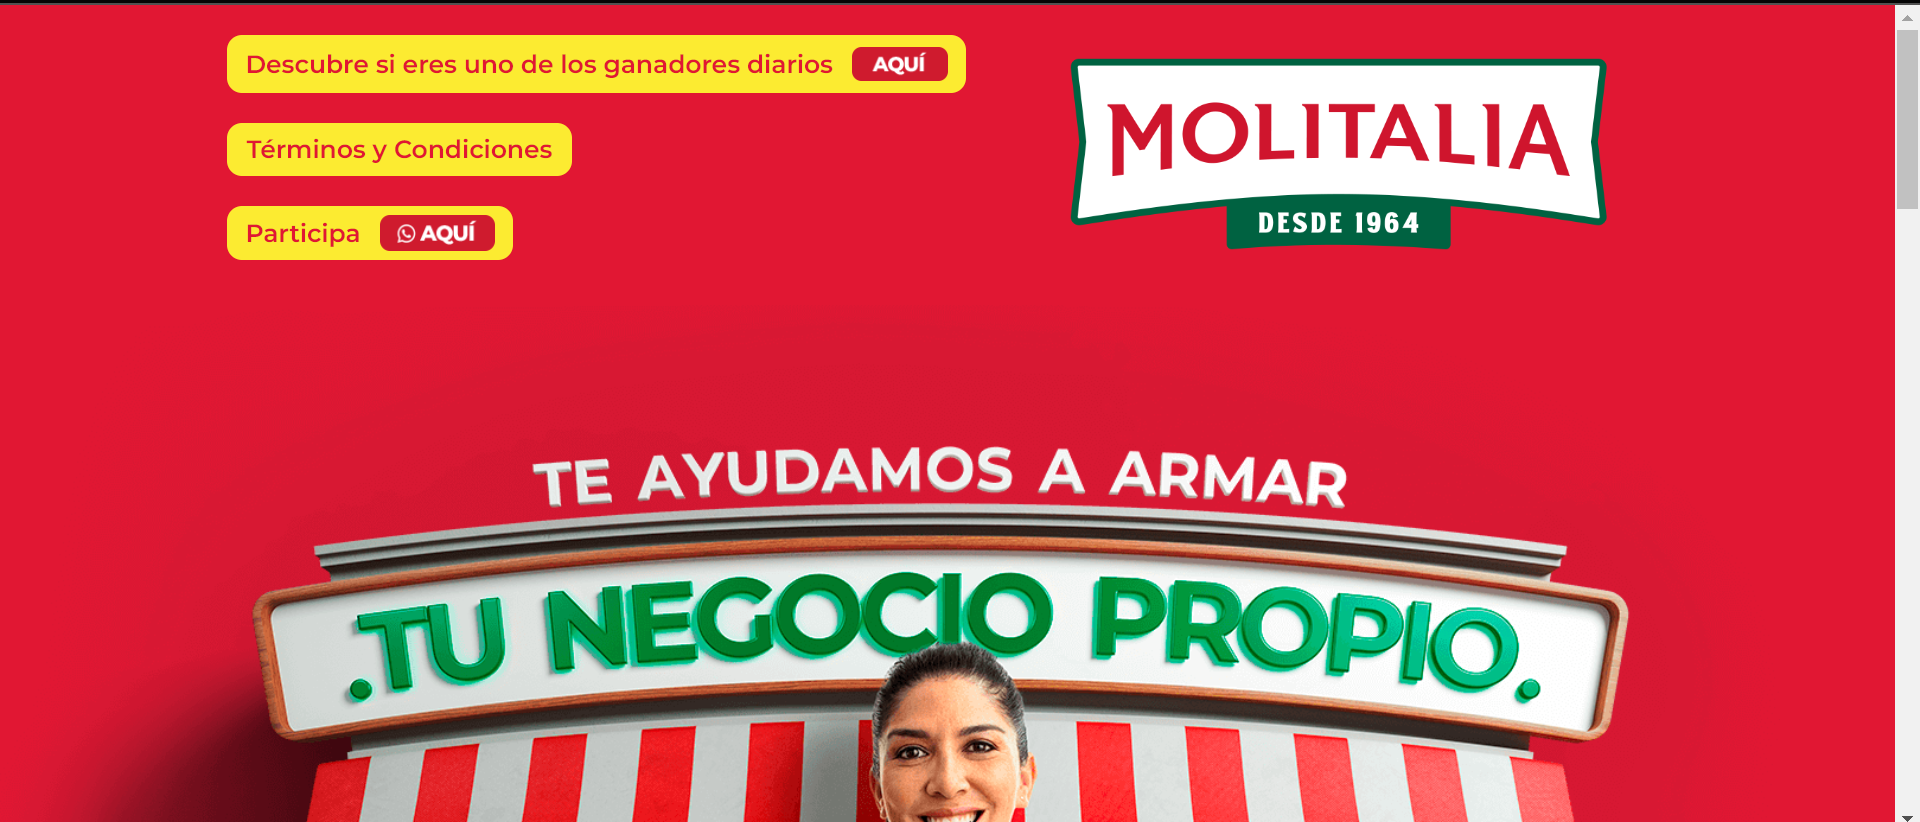 Descubre si eres uno de los ganadores diarios AQUÍ
Términos y Condiciones
Participa AQUÍ
MOLITALIA
DESDE 1964
TE AYUDAMOS A ARMAR
.TU NEGOCIO PROPIO.